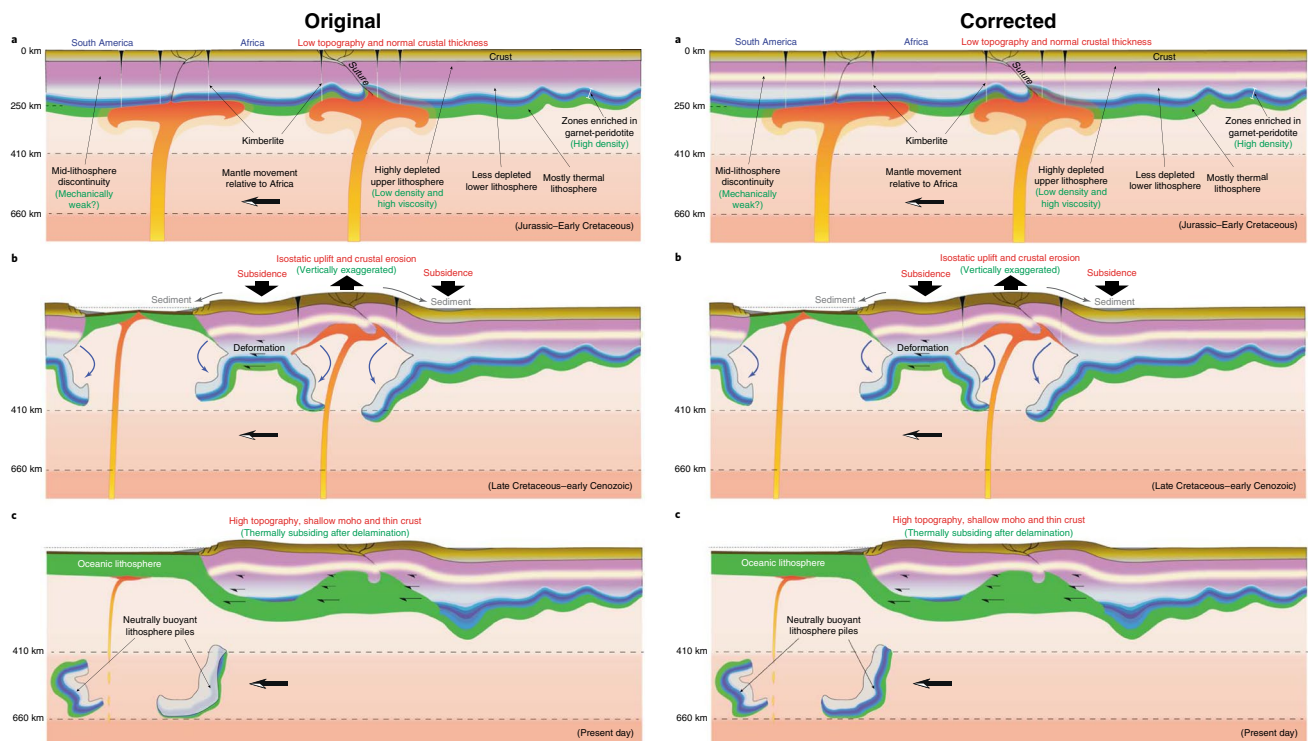 Original
a
South America
Africa
Low topography and normal crustal thickness
0 km
Crust
Suture
250 km
Zones enriched in
garnet-peridotite
(High density)
Kimberlite
410 km
Mid-lithosphere
discontinuity
(Mechanically
weak?)
Mantle movement
relative to Africa
Highly depleted
upper lithosphere
(Low density and
high viscosity)
Less depleted
lower lithosphere
Mostly thermal
lithosphere
660 km
(Jurassic–Early Cretaceous)
b
Isostatic uplift and crustal erosion
(Vertically exaggerated)
Subsidence
Subsidence
Sediment
Sediment
Deformation
410 km
660 km
(Late Cretaceous–early Cenozoic)
c
High topography, shallow moho and thin crust
(Thermally subsiding after delamination)
Oceanic lithosphere
Neutrally buoyant
lithosphere piles
410 km
660 km
(Present day)
Corrected
a
South America
Africa
Low topography and normal crustal thickness
0 km
Crust
Suture
250 km
Zones enriched in
garnet-peridotite
(High density)
Kimberlite
410 km
Mid-lithosphere
discontinuity
(Mechanically
weak?)
Mantle movement
relative to Africa
Highly depleted
upper lithosphere
(Low density and
high viscosity)
Less depleted
lower lithosphere
Mostly thermal
lithosphere
660 km
(Jurassic–Early Cretaceous)
b
Isostatic uplift and crustal erosion
(Vertically exaggerated)
Subsidence
Subsidence
Sediment
Sediment
Deformation
410 km
660 km
(Late Cretaceous–early Cenozoic)
c
High topography, shallow moho and thin crust
(Thermally subsiding after delamination)
Oceanic lithosphere
Neutrally buoyant
lithosphere piles
410 km
660 km
(Present day)